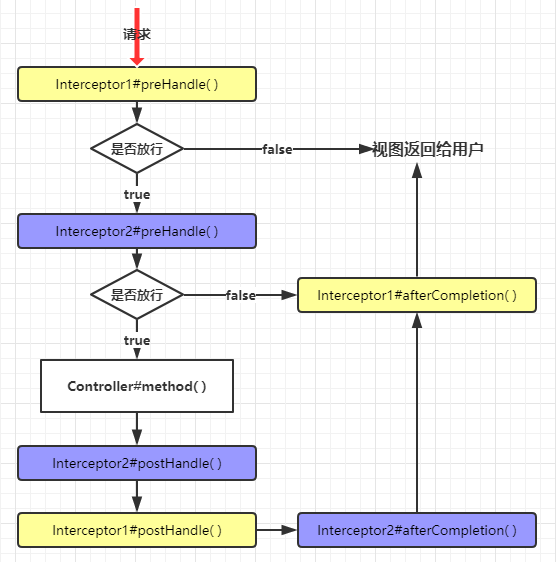 请求
Interceptor1#preHandle( )
是否放行
false
视图返回给用户
true
Interceptor2#preHandle( )
是否放行
false
Interceptor1#afterCompletion( )
true
Controller#method( )
Interceptor2#postHandle( )
Interceptor1#postHandle( )
Interceptor2#afterCompletion( )